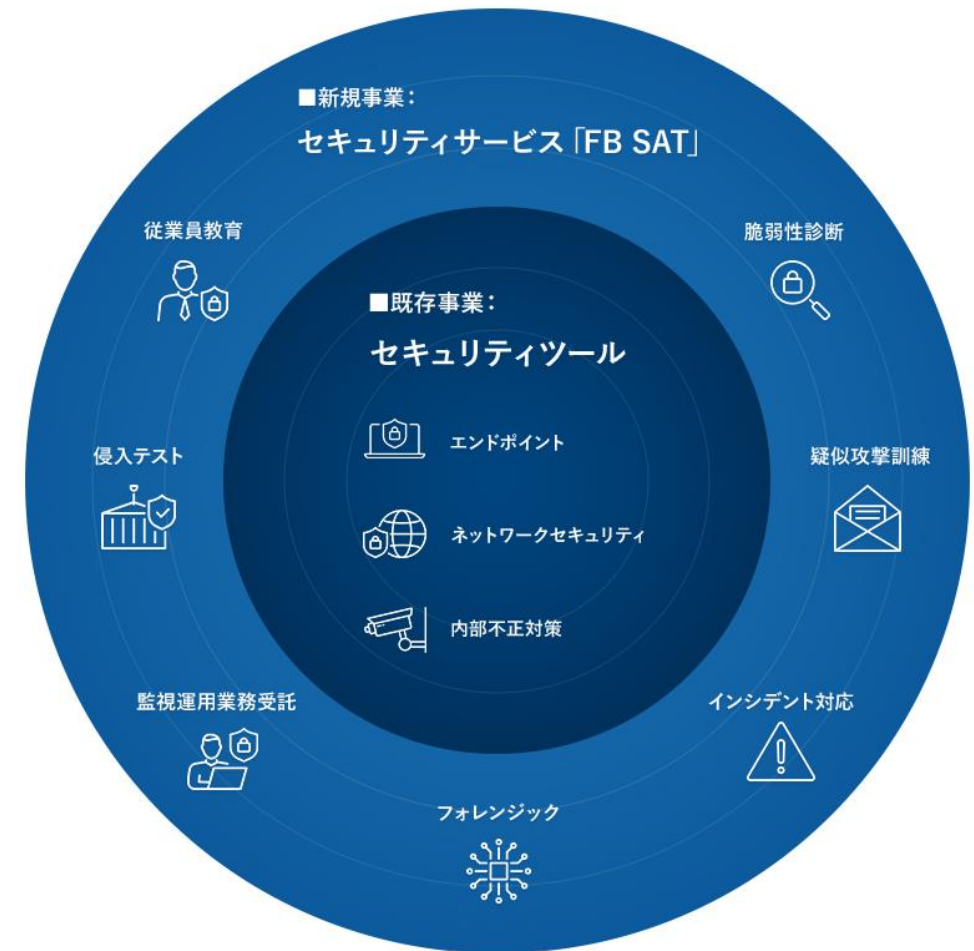 ■新規事業：
セキュリティサービス「FB SAT」
従業員教育
脆弱性診断
■既存事業：
セキュリティツール
エンドポイント
侵入テスト
疑似攻撃訓練
ネットワークセキュリティ
内部不正対策
監視運用業務受託
インシデント対応
フォレンジック